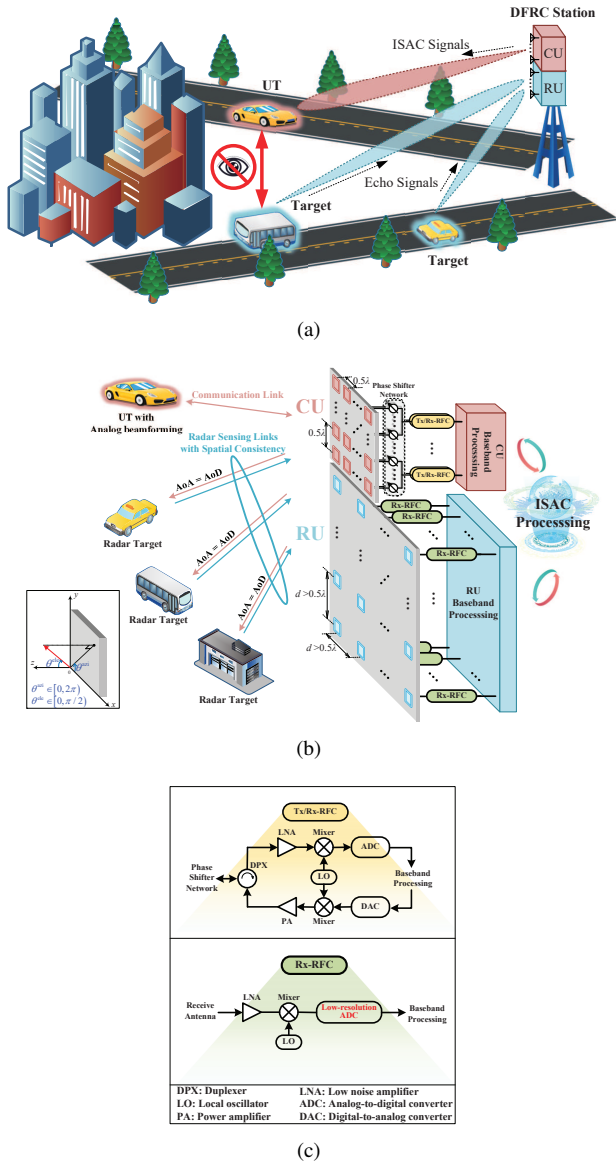 DFRC Station
ISAC Signals
CU
UT
RU
Echo Signals
Target
Target
(a)
0.5λ
Phase Shifter
Network
Communication Link
CU
UT with
Analog beamforming
0.5λ
Tx/Rx-RFC
Tx/Rx-RFC
CU
Baseband
Processing
Radar Sensing Links
with Spatial Consistency
AoA = AoD
Radar Target
Rx-RFC
Rx-RFC
Rx-RFC
ISAC
Processsing
RU
AoA = AoD
Radar Target
d >0.5λ
RU
Baseband
Processsing
AoA = AoD
d >0.5λ
Radar Target
Rx-RFC
y
z
x
θele
θazi
θazi ∈ [0, 2π)
θele ∈ [0, π/2)
(b)
Tx/Rx-RFC
LNA
Mixer
ADC
Phase
Shifter
Network
DPX
LO
Baseband
Processing
PA
Mixer
DAC
Rx-RFC
Receive
Antenna
LNA
Mixer
Low-resolution
ADC
Baseband
Processing
LO
DPX: Duplexer
LNA: Low noise amplifier
LO: Local oscillator
ADC: Analog-to-digital converter
PA: Power amplifier
DAC: Digital-to-analog converter
(c)